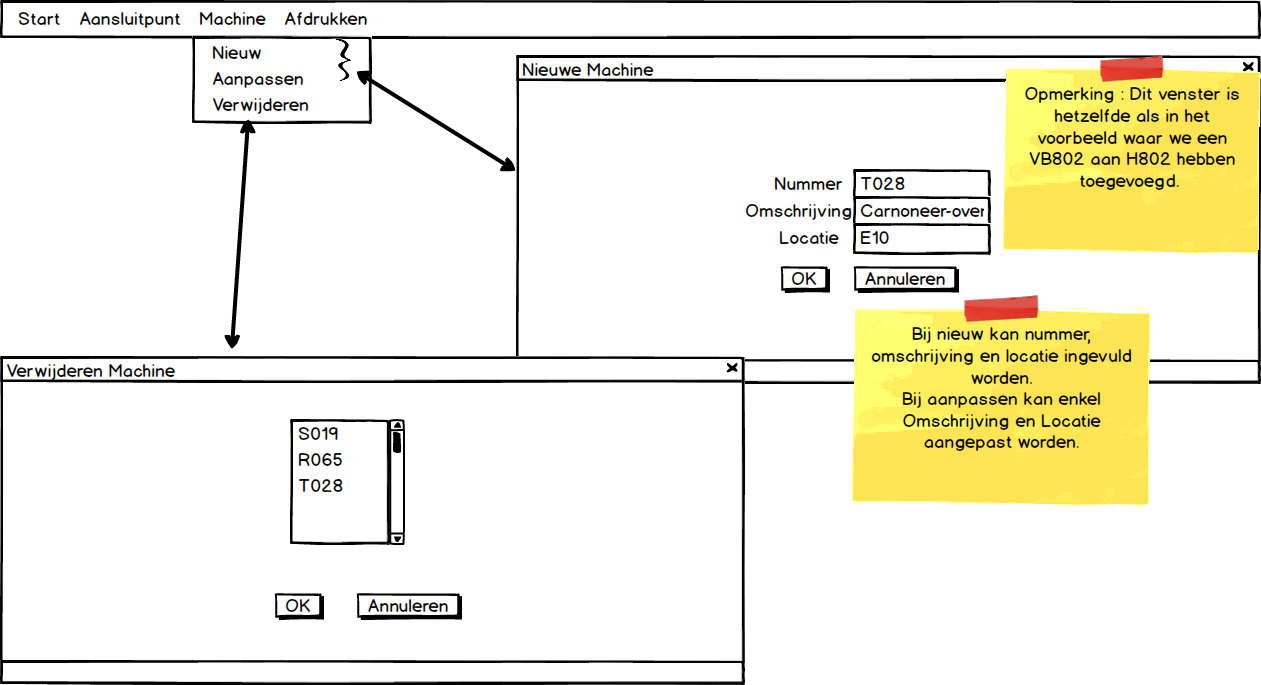 Start Aansluitpunt Machine Afdrukken
Nieuw
Aanpassen
Verwijderen
Nieuwe Machine
Opmerking : Dit venster is
hetzelfde als in het
voorbeeld waar we een
VB802 aan H802 hebben
toegevoegd.
Nummer T028
Omschrijving Carnoneer-over
Locatie E10
OK Annuleren
Bij nieuw kan nummer,
omschrijving en locatie ingevuld
worden.
Bij aanpassen kan enkel
Omschrijving en Locatie
aangepast worden.
Verwijderen Machine
S019
R065
T028
OK Annuleren